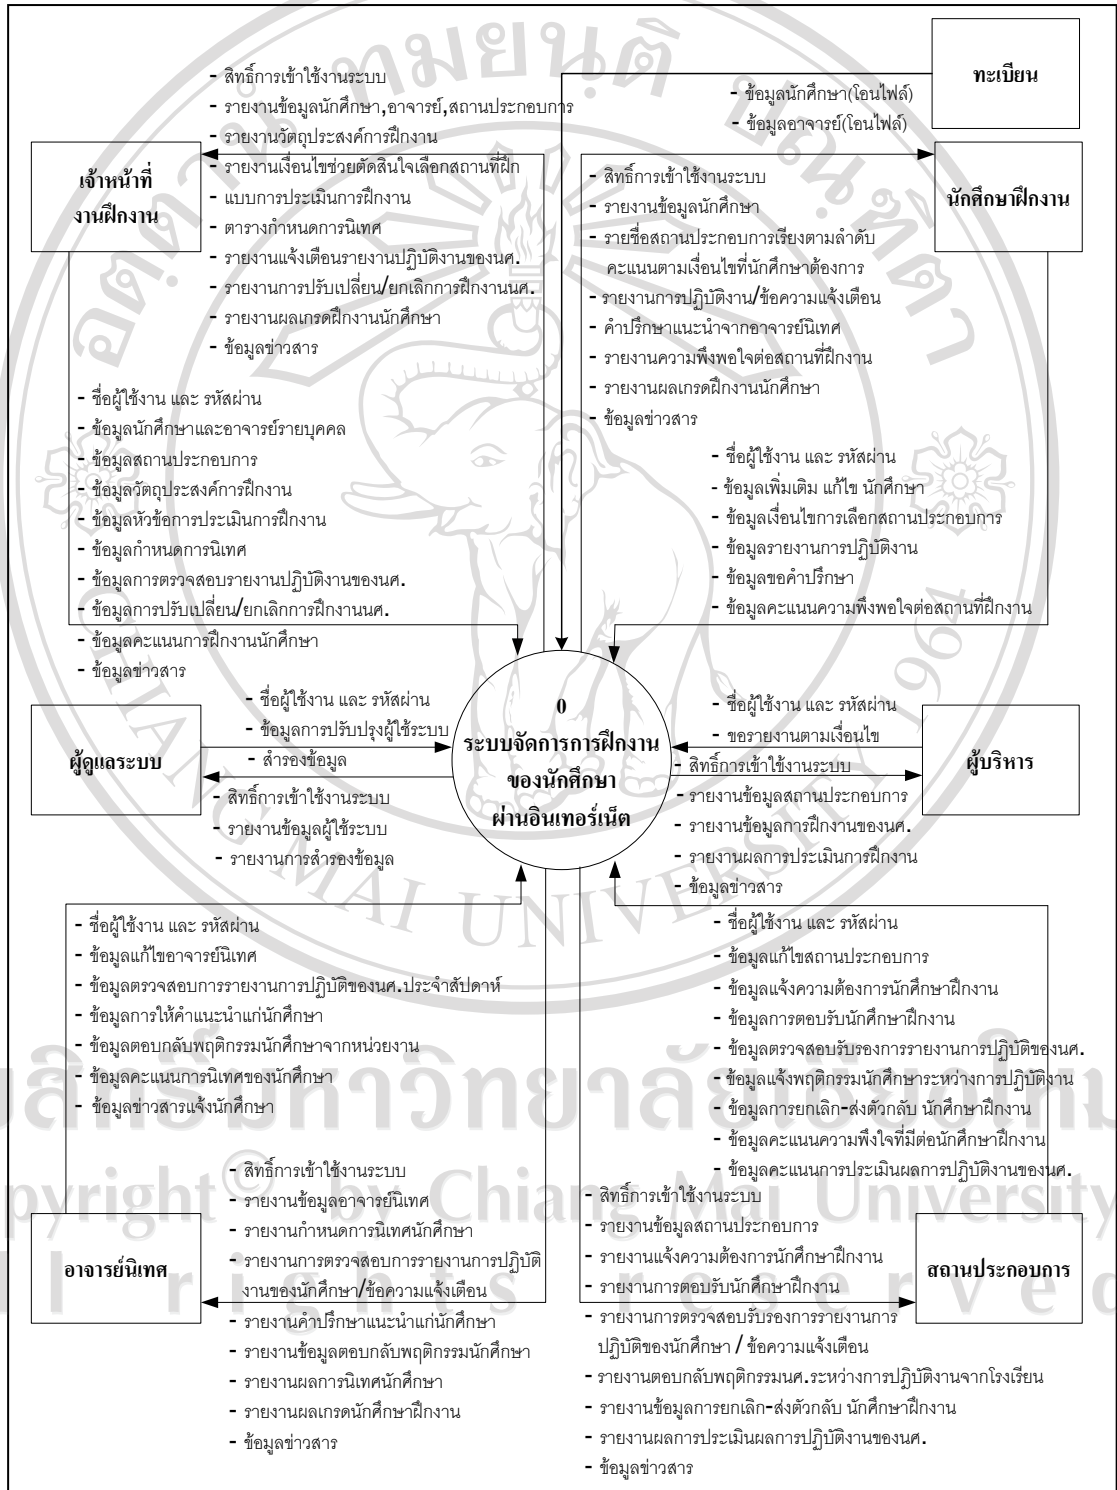 ทะเบียน
- ข้อมูลนักศึกษา(โอนไฟล์)
- ข้อมูลอาจารย์(โอนไฟล์)
- สิทธิ์การเข้าใช้งานระบบ
- รายงานข้อมูลนักศึกษา,อาจารย์,สถานประกอบการ
- รายงานวัตถุประสงค์การฝึกงาน
- รายงานเงื่อนไขช่วยตัดสินใจเลือกสถานที่ฝึก
- แบบการประเมินการฝึกงาน
- ตารางกำหนดการนิเทศ
- รายงานแจ้งเตือนรายงานปฏิบัติงานของนศ.
- รายงานการปรับเปลี่ยน/ยกเลิกการฝึกงานนศ.
- รายงานผลเกรดฝึกงานนักศึกษา
- ข้อมูลข่าวสาร
เจ้าหน้าที่
งานฝึกงาน
นักศึกษาฝึกงาน
- สิทธิ์การเข้าใช้งานระบบ
- รายงานข้อมูลนักศึกษา
- รายชื่อสถานประกอบการเรียงตามลำดับ
คะแนนตามเงื่อนไขที่นักศึกษาต้องการ
- รายงานการปฏิบัติงาน/ข้อความแจ้งเตือน
- คำปรึกษาแนะนำจากอาจารย์นิเทศ
- รายงานความพึงพอใจต่อสถานที่ฝึกงาน
- รายงานผลเกรดฝึกงานนักศึกษา
- ข้อมูลข่าวสาร
- ชื่อผู้ใช้งาน และ รหัสผ่าน
- ข้อมูลนักศึกษาและอาจารย์รายบุคคล
- ข้อมูลสถานประกอบการ
- ข้อมูลวัตถุประสงค์การฝึกงาน
- ข้อมูลหัวข้อการประเมินการฝึกงาน
- ข้อมูลกำหนดการนิเทศ
- ข้อมูลการตรวจสอบรายงานปฏิบัติงานของนศ.
- ข้อมูลการปรับเปลี่ยน/ยกเลิกการฝึกงานนศ.
- ข้อมูลคะแนนการฝึกงานนักศึกษา
- ข้อมูลข่าวสาร
- ชื่อผู้ใช้งาน และ รหัสผ่าน
- ข้อมูลเพิ่มเติม แก้ไข นักศึกษา
- ข้อมูลเงื่อนไขการเลือกสถานประกอบการ
- ข้อมูลรายงานการปฏิบัติงาน
- ข้อมูลขอคำปรึกษา
- ข้อมูลคะแนนความพึงพอใจต่อสถานที่ฝึกงาน
ผู้ดูแลระบบ
- ชื่อผู้ใช้งาน และ รหัสผ่าน
- ข้อมูลการปรับปรุงผู้ใช้ระบบ
- สำรองข้อมูล
- สิทธิ์การเข้าใช้งานระบบ
- รายงานข้อมูลผู้ใช้ระบบ
- รายงานการสำรองข้อมูล
0
ระบบจัดการการฝึกงาน
ของนักศึกษา
ผ่านอินเทอร์เน็ต
- ชื่อผู้ใช้งาน และ รหัสผ่าน
- ขอรายงานตามเงื่อนไข
- สิทธิ์การเข้าใช้งานระบบ
- รายงานข้อมูลสถานประกอบการ
- รายงานข้อมูลการฝึกงานของนศ.
- รายงานผลการประเมินการฝึกงาน
- ข้อมูลข่าวสาร
ผู้บริหาร
- ชื่อผู้ใช้งาน และ รหัสผ่าน
- ข้อมูลแก้ไขอาจารย์นิเทศ
- ข้อมูลตรวจสอบการรายงานการปฏิบัติของนศ.ประจำสัปดาห์
- ข้อมูลการให้คำแนะนำแก่นักศึกษา
- ข้อมูลตอบกลับพฤติกรรมนักศึกษาจากหน่วยงาน
- ข้อมูลคะแนนการนิเทศของนักศึกษา
- ข้อมูลข่าวสารแจ้งนักศึกษา
- ชื่อผู้ใช้งาน และ รหัสผ่าน
- ข้อมูลแก้ไขสถานประกอบการ
- ข้อมูลแจ้งความต้องการนักศึกษาฝึกงาน
- ข้อมูลการตอบรับนักศึกษาฝึกงาน
- ข้อมูลตรวจสอบรับรองการรายงานการปฏิบัติของนศ.
- ข้อมูลแจ้งพฤติกรรมนักศึกษาระหว่างการปฏิบัติงาน
- ข้อมูลการยกเลิก-ส่งตัวกลับ นักศึกษาฝึกงาน
- ข้อมูลคะแนนความพึงใจที่มีต่อนักศึกษาฝึกงาน
- ข้อมูลคะแนนการประเมินผลการปฏิบัติงานของนศ.
อาจารย์นิเทศ
- สิทธิ์การเข้าใช้งานระบบ
- รายงานข้อมูลอาจารย์นิเทศ
- รายงานกำหนดการนิเทศนักศึกษา
- รายงานการตรวจสอบการรายงานการปฏิบัติ
งานของนักศึกษา/ข้อความแจ้งเตือน
- รายงานคำปรึกษาแนะนำแก่นักศึกษา
- รายงานข้อมูลตอบกลับพฤติกรรมนักศึกษา
- รายงานผลการนิเทศนักศึกษา
- รายงานผลเกรดนักศึกษาฝึกงาน
- ข้อมูลข่าวสาร
- สิทธิ์การเข้าใช้งานระบบ
- รายงานข้อมูลสถานประกอบการ
- รายงานแจ้งความต้องการนักศึกษาฝึกงาน
- รายงานการตอบรับนักศึกษาฝึกงาน
- รายงานการตรวจสอบรับรองการรายงานการ
ปฏิบัติของนักศึกษา / ข้อความแจ้งเตือน
- รายงานตอบกลับพฤติกรรมนศ.ระหว่างการปฏิบัติงานจากโรงเรียน
- รายงานข้อมูลการยกเลิก-ส่งตัวกลับ นักศึกษาฝึกงาน
- รายงานผลการประเมินผลการปฏิบัติงานของนศ.
- ข้อมูลข่าวสาร
สถานประกอบการ
CHIANG MAI UNIVERSITY 1964
by Chiang Mai University
rights reserved